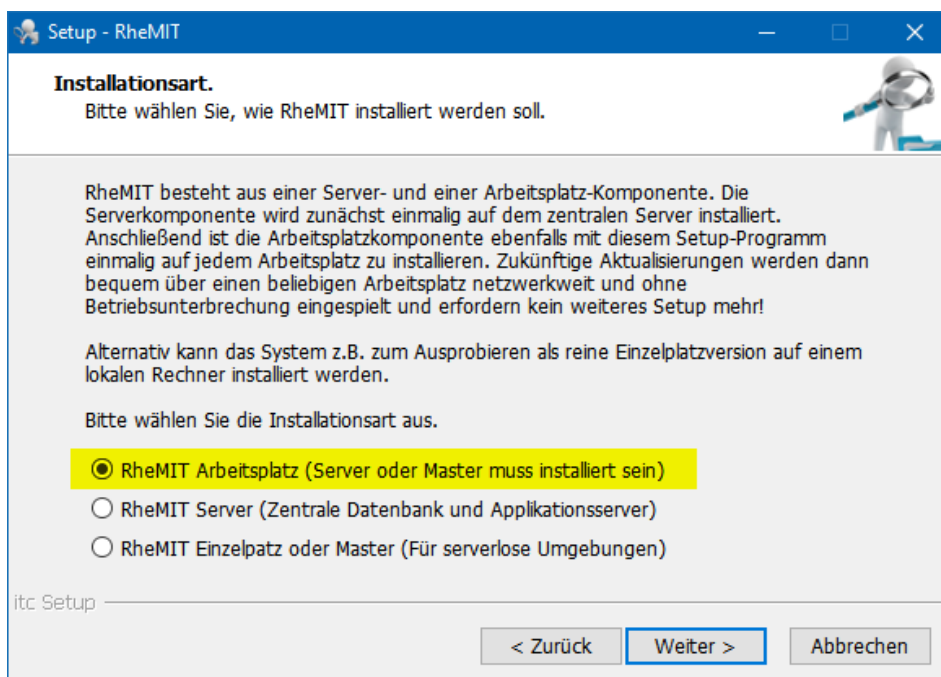 Setup - RheMIT
Installationsart.
Bitte wählen Sie, wie RheMIT installiert werden soll.
RheMIT besteht aus einer Server- und einer Arbeitsplatz-Komponente. Die
Serverkomponente wird zunächst einmalig auf dem zentralen Server installiert.
Anschließend ist die Arbeitsplatzkomponente ebenfalls mit diesem Setup-Programm
einmalig auf jedem Arbeitsplatz zu installieren. Zukünftige Aktualisierungen werden dann
bequem über einen beliebigen Arbeitsplatz netzwerkweit und ohne
Betriebsunterbrechung eingespielt und erfordern kein weiteres Setup mehr!
Alternativ kann das System z.B. zum Ausprobieren als reine Einzelplatzversion auf einem
lokalen Rechner installiert werden.
Bitte wählen Sie die Installationsart aus.
RheMIT Arbeitsplatz (Server oder Master muss installiert sein)
RheMIT Server (Zentrale Datenbank und Applikationsserver)
RheMIT Einzelpatz oder Master (Für serverlose Umgebungen)
itc Setup
< Zurück
Weiter >
Abbrechen